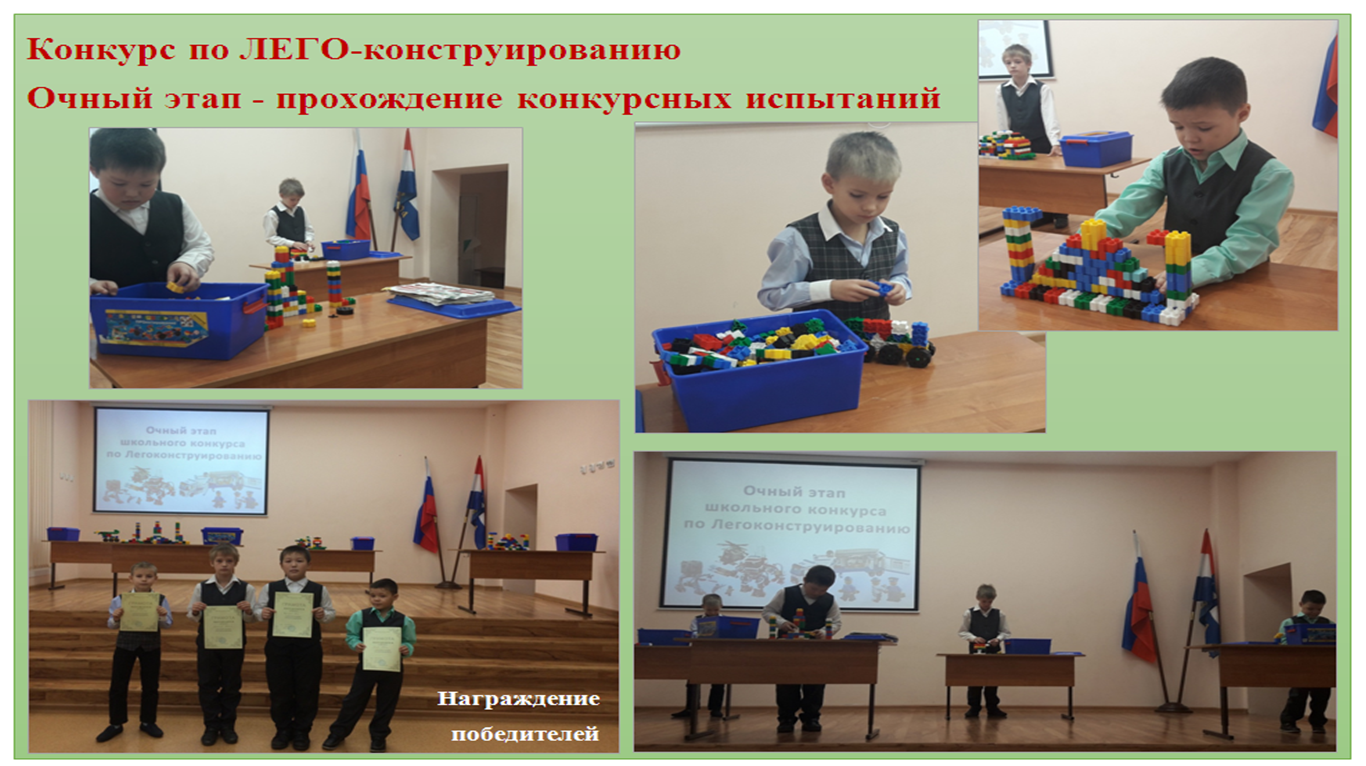 Конкурс по ЛЕГО-конструированию
Очный этап - прохождение конкурсных испытаний
Очный этап
школьного конкурса
по Легоконструированию
Награждение
победителей
Очный этап
школьного конкурса
по Легоконструированию